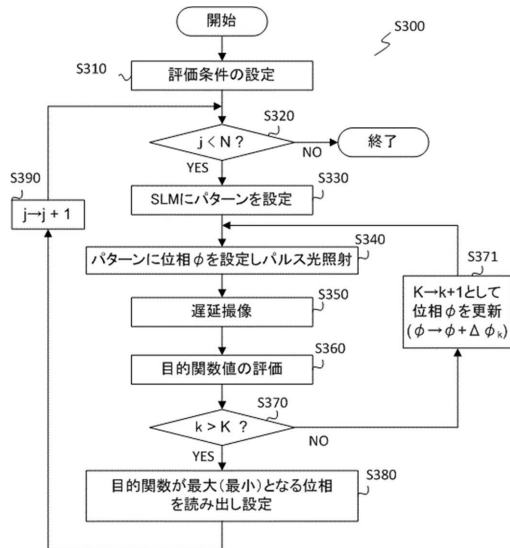 開始
S300
S310
評価条件の設定
S320
j < N ?
NO
終了
YES
S330
SLMにパターンを設定
S390
j→j + 1
S340
パターンに位相φを設定しパルス光照射
S371
K→k+1として
位相φを更新
(φ→φ+Δφk)
S350
遅延撮像
S360
目的関数値の評価
S370
k > K ?
NO
YES
S380
目的関数が最大(最小)となる位相
を読み出し設定